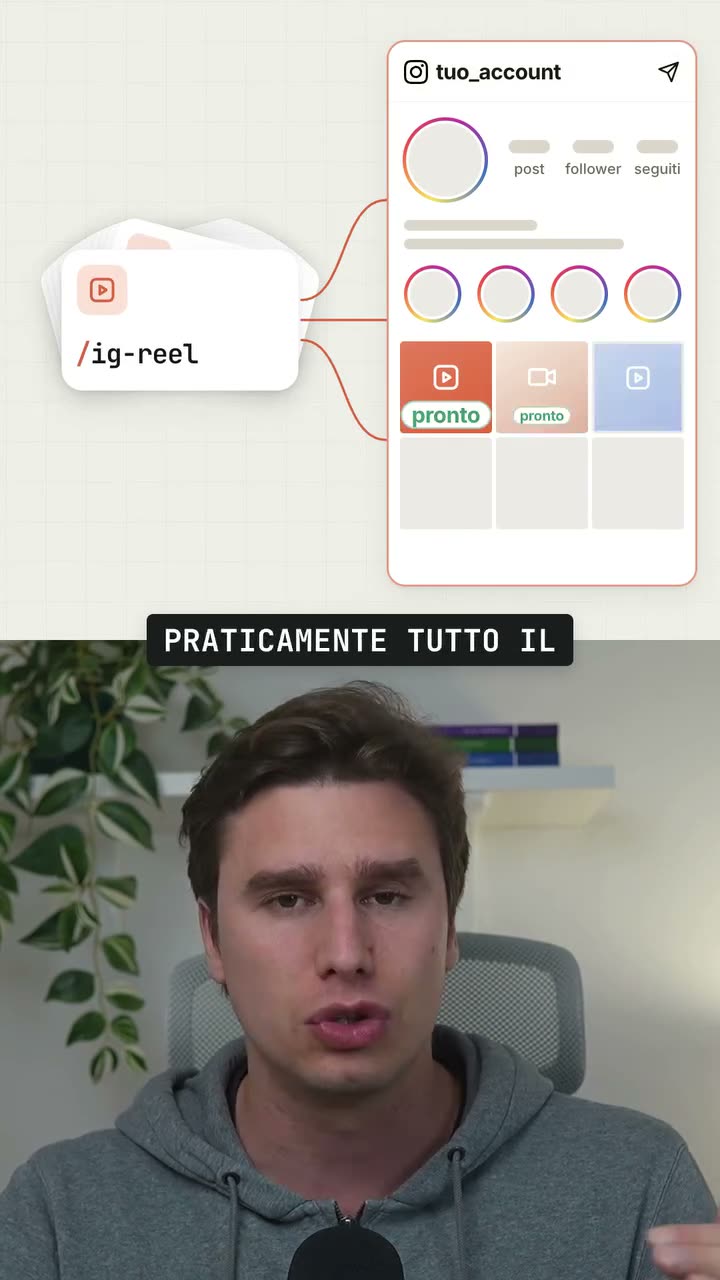 tuo_account
post follower seguiti
/ig-reel
pronto
pronto
PRATICAMENTE TUTTO IL